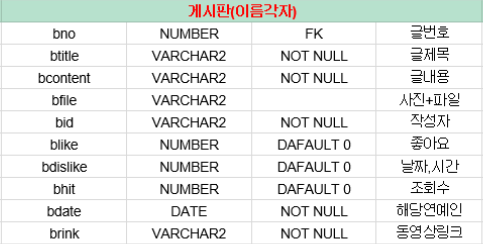 게시판(이름각자)
bno NUMBER FK 글번호
btitle VARCHAR2 NOT NULL 글제목
bcontent VARCHAR2 NOT NULL 글내용
bfile VARCHAR2 사진+파일
bid VARCHAR2 NOT NULL 작성자
blike NUMBER DAFAULT 0 좋아요
bdislike NUMBER DAFAULT 0 날짜,시간
bhit NUMBER DAFAULT 0 조회수
bdate DATE NOT NULL 해당연예인
brink VARCHAR2 NOT NULL 동영상링크